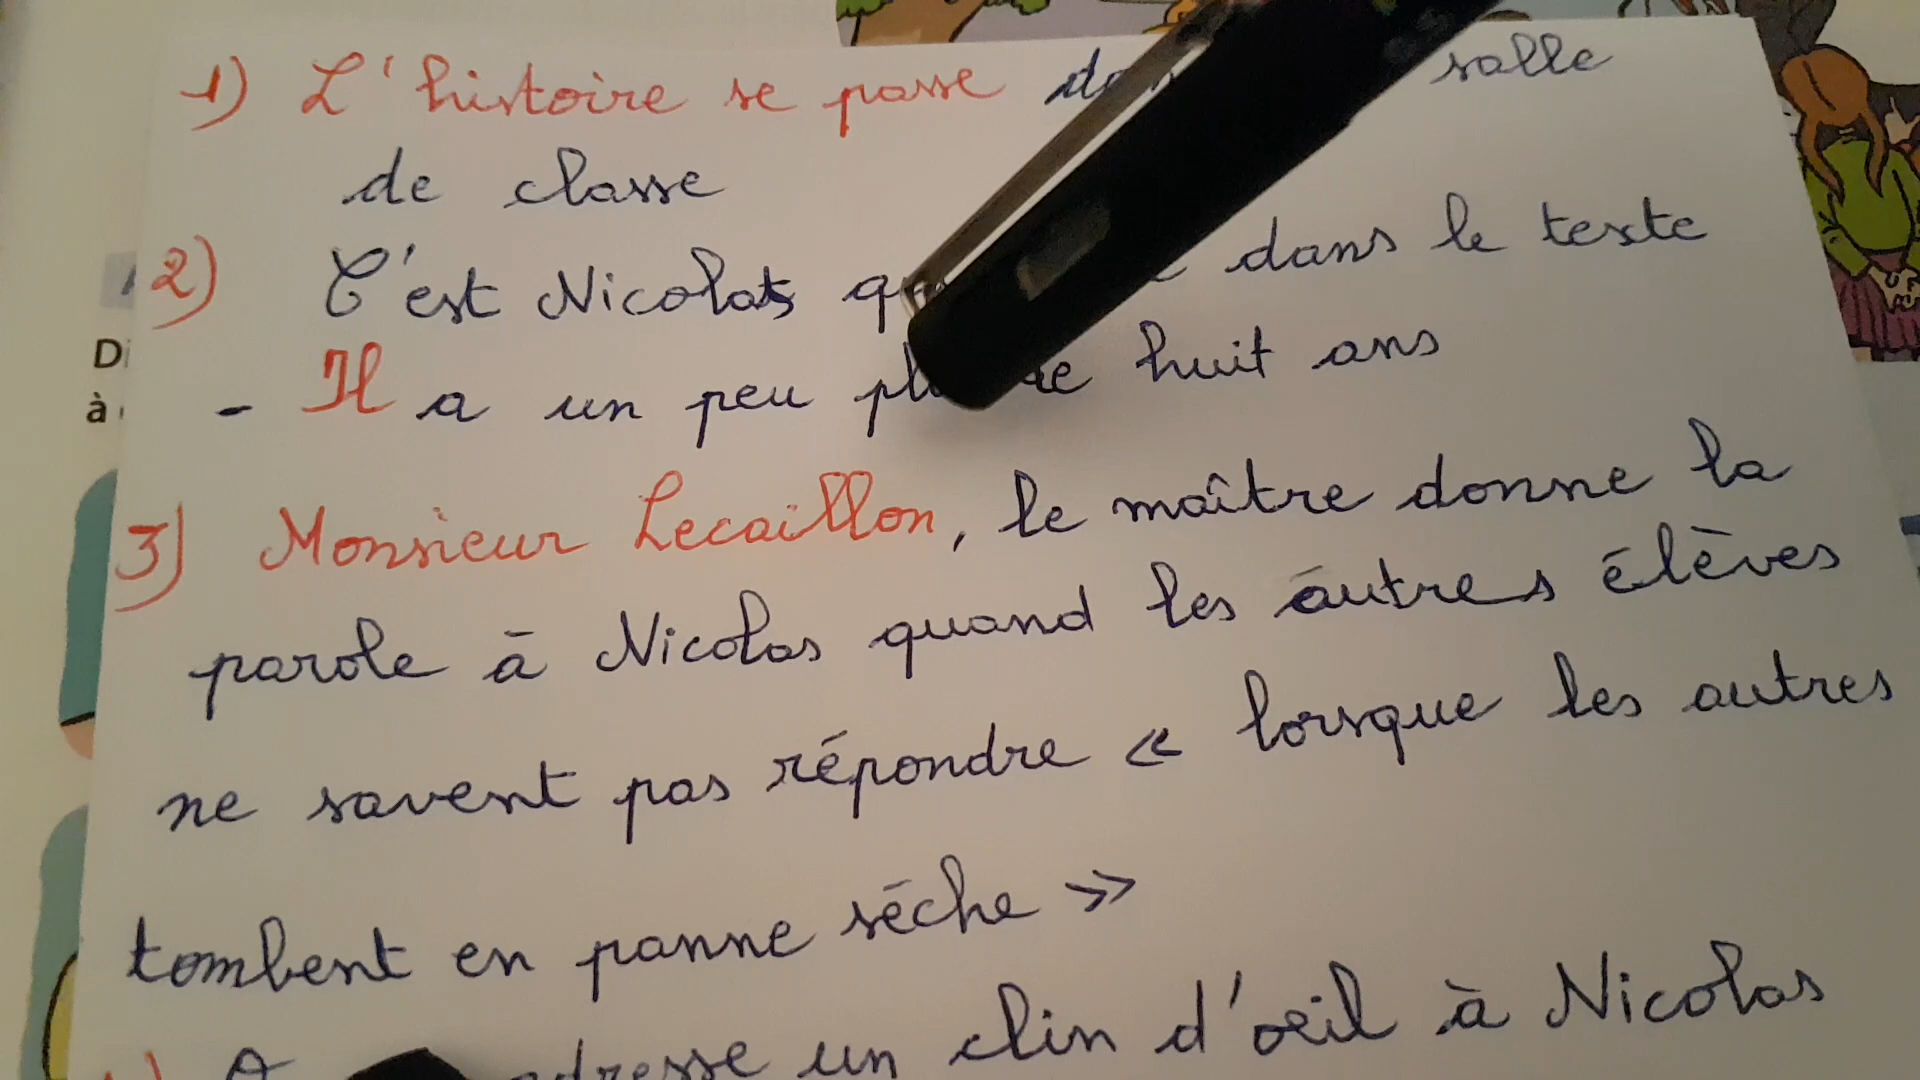 1) L'histoire se passe salle
de classe
2) C'est Nicolas dans le texte
- Il a un peu huit ans
3) Monsieur Lecaillon, le maître donne la
parole à Nicolas quand les autres élèves
ne savent pas répondre « lorsque les autres
tombent en panne sèche »
un clin d'œil à Nicolas
D
à